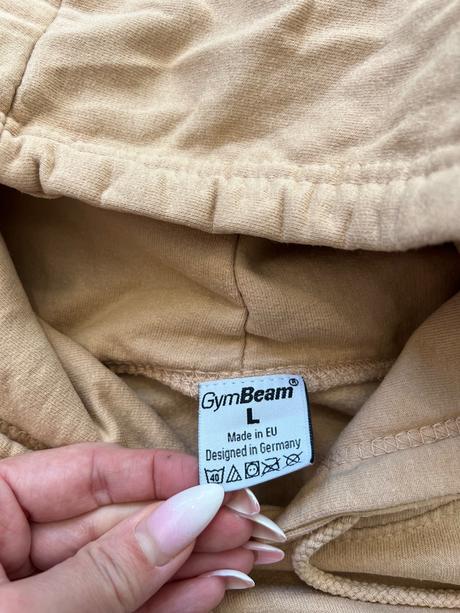 GymBeam®
L
Made in EU
Designed in Germany
40